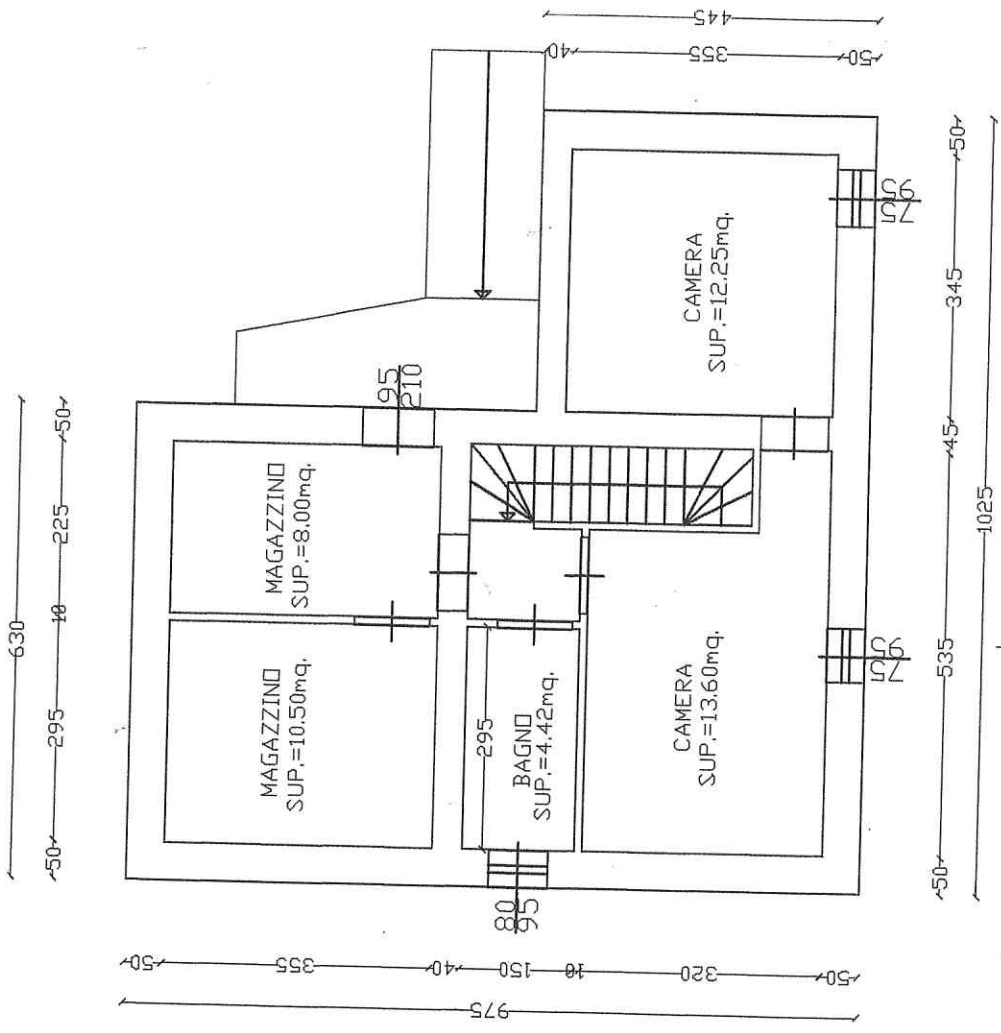 445
40 355 50
630
50 295 10 225 50
MAGAZZINO
SUP.=10.50mq.
MAGAZZINO
SUP.=8.00mq.
95
210
CAMERA
SUP.=12.25mq.
75
95
BAGNO
SUP.=4.42mq.
295
80
95
CAMERA
SUP.=13.60mq.
75
95
50 535 45 345 50
1025
50 355 40 150 10 320 50
975